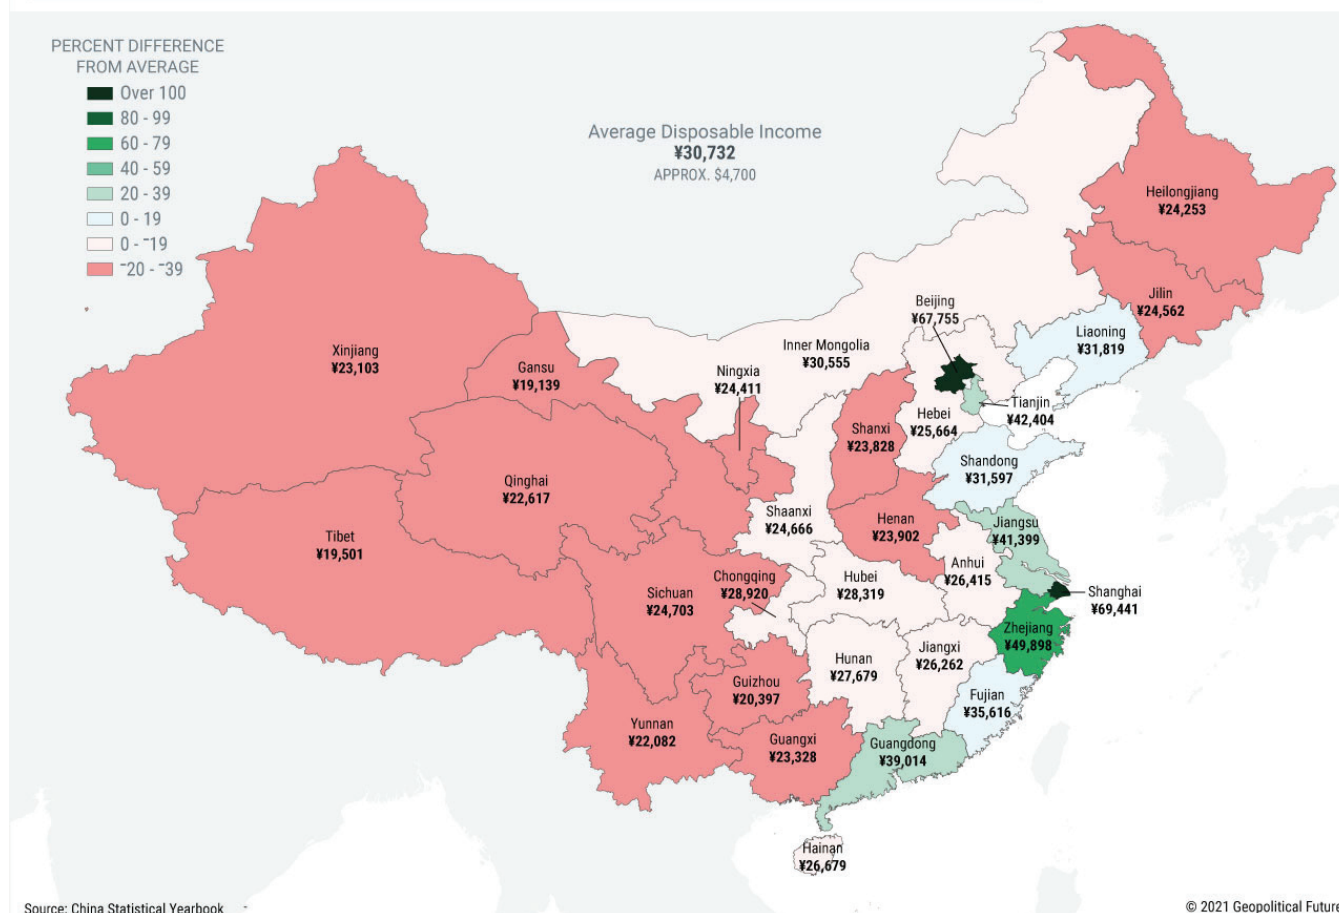 PERCENT DIFFERENCE
FROM AVERAGE
Over 100
80 - 99
60 - 79
40 - 59
20 - 39
0 - 19
0 - ‾19
‾20 - ‾39
Average Disposable Income
¥30,732
APPROX. $4,700
Heilongjiang
¥24,253
Jilin
¥24,562
Liaoning
¥31,819
Beijing
¥67,755
Inner Mongolia
¥30,555
Xinjiang
¥23,103
Gansu
¥19,139
Ningxia
¥24,411
Tianjin
¥42,404
Hebei
¥25,664
Shanxi
¥23,828
Shandong
¥31,597
Qinghai
¥22,617
Shaanxi
¥24,666
Henan
¥23,902
Jiangsu
¥41,399
Tibet
¥19,501
Anhui
¥26,415
Sichuan
¥24,703
Chongqing
¥28,920
Hubei
¥28,319
Shanghai
¥69,441
Zhejiang
¥49,898
Hunan
¥27,679
Jiangxi
¥26,262
Guizhou
¥20,397
Fujian
¥35,616
Yunnan
¥22,082
Guangxi
¥23,328
Guangdong
¥39,014
Hainan
¥26,679
Source: China Statistical Yearbook
© 2021 Geopolitical Future